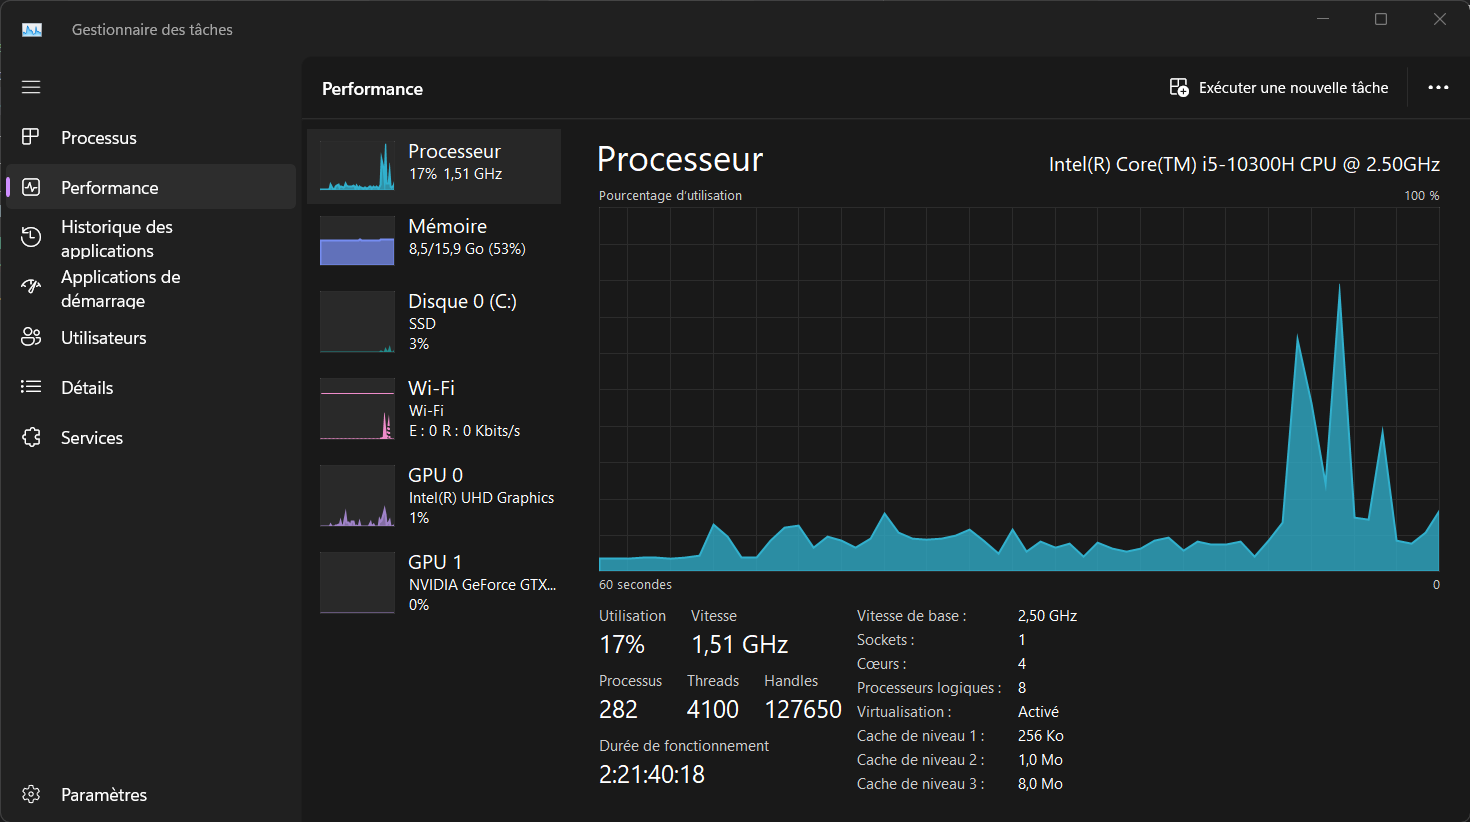 Gestionnaire des tâches
Performance
Exécuter une nouvelle tâche
Processus
Performance
Historique des
applications
Applications de
démarrage
Utilisateurs
Détails
Services
Paramètres
Processeur
17% 1,51 GHz
Mémoire
8,5/15,9 Go (53%)
Disque 0 (C:)
SSD
3%
Wi-Fi
Wi-Fi
E : 0 R : 0 Kbits/s
GPU 0
Intel(R) UHD Graphics
1%
GPU 1
NVIDIA GeForce GTX...
0%
Processeur
Intel(R) Core(TM) i5-10300H CPU @ 2.50GHz
Pourcentage d'utilisation
100 %
60 secondes
0
Utilisation
Vitesse
17%
1,51 GHz
Processus
Threads
Handles
282
4100
127650
Durée de fonctionnement
2:21:40:18
Vitesse de base :
2,50 GHz
Sockets :
1
Cœurs :
4
Processeurs logiques :
8
Virtualisation :
Activé
Cache de niveau 1 :
256 Ko
Cache de niveau 2 :
1,0 Mo
Cache de niveau 3 :
8,0 Mo